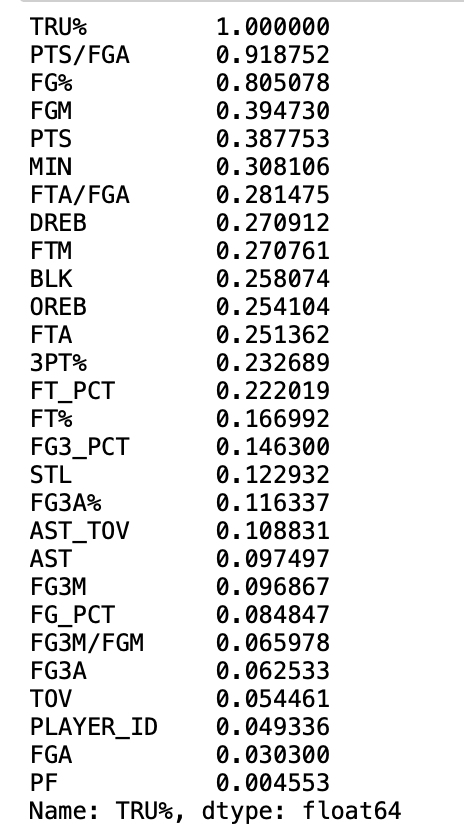 TRU% 1.000000
PTS/FGA 0.918752
FG% 0.805078
FGM 0.394730
PTS 0.387753
MIN 0.308106
FTA/FGA 0.281475
DREB 0.270912
FTM 0.270761
BLK 0.258074
OREB 0.254104
FTA 0.251362
3PT% 0.232689
FT_PCT 0.222019
FT% 0.166992
FG3_PCT 0.146300
STL 0.122932
FG3A% 0.116337
AST_TOV 0.108831
AST 0.097497
FG3M 0.096867
FG_PCT 0.084847
FG3M/FGM 0.065978
FG3A 0.062533
TOV 0.054461
PLAYER_ID 0.049336
FGA 0.030300
PF 0.004553
Name: TRU%, dtype: float64